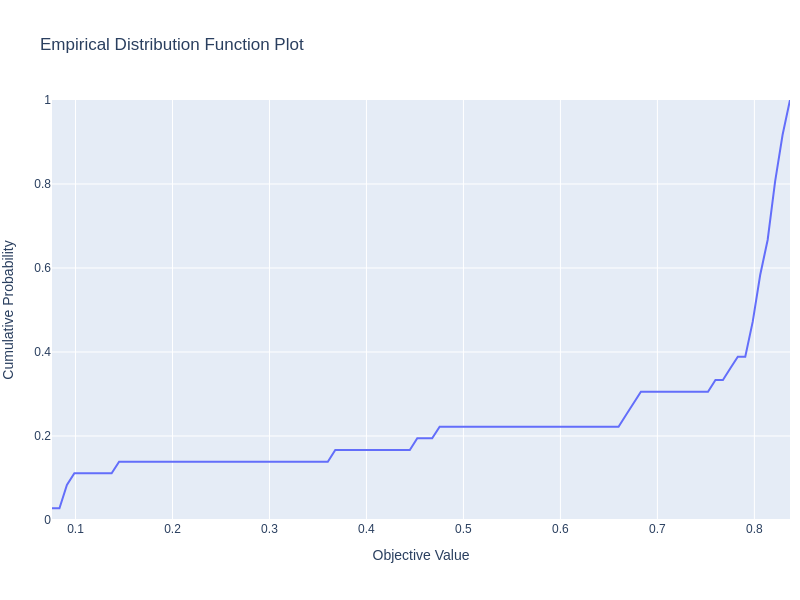 Empirical Distribution Function Plot
1
0.8
0.6
0.4
0.2
0
Cumulative Probability
0.1 0.2 0.3 0.4 0.5 0.6 0.7 0.8
Objective Value